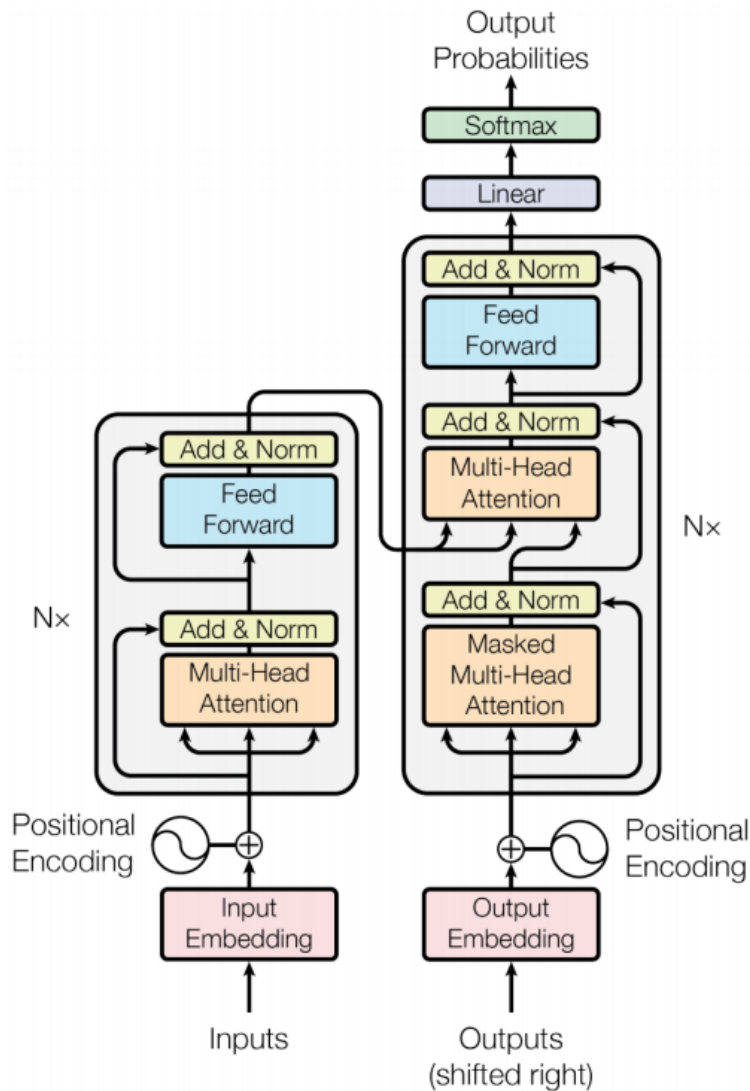 Output
Probabilities
Softmax
Linear
Add & Norm
Feed
Forward
Add & Norm
Multi-Head
Attention
Add & Norm
Masked
Multi-Head
Attention
Nx
Add & Norm
Feed
Forward
Add & Norm
Multi-Head
Attention
Nx
Positional
Encoding
Positional
Encoding
Input
Embedding
Output
Embedding
Inputs
Outputs
(shifted right)